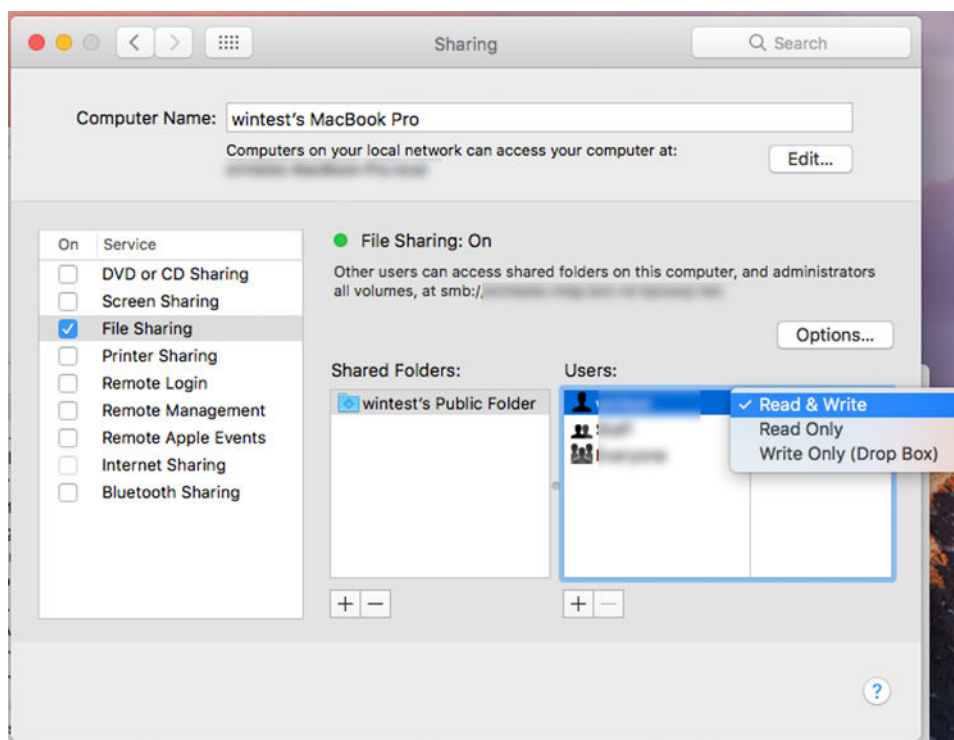 Sharing
Search
Computer Name: wintest's MacBook Pro
Computers on your local network can access your computer at:
Edit...
On Service
DVD or CD Sharing
Screen Sharing
File Sharing
Printer Sharing
Remote Login
Remote Management
Remote Apple Events
Internet Sharing
Bluetooth Sharing
File Sharing: On
Other users can access shared folders on this computer, and administrators
all volumes, at smb:/
Options...
Shared Folders:
wintest's Public Folder
Users:
Read & Write
Read Only
Write Only (Drop Box)